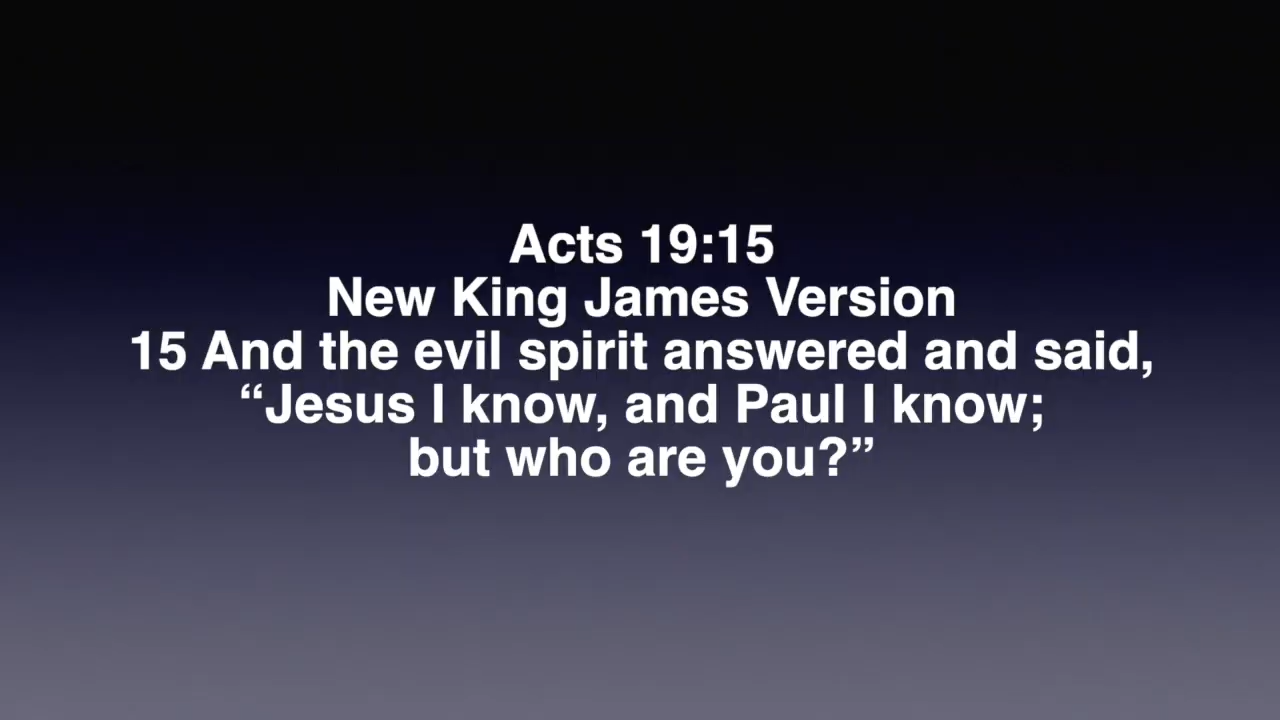 Acts 19:15
New King James Version
15 And the evil spirit answered and said,
“Jesus I know, and Paul I know;
but who are you?”